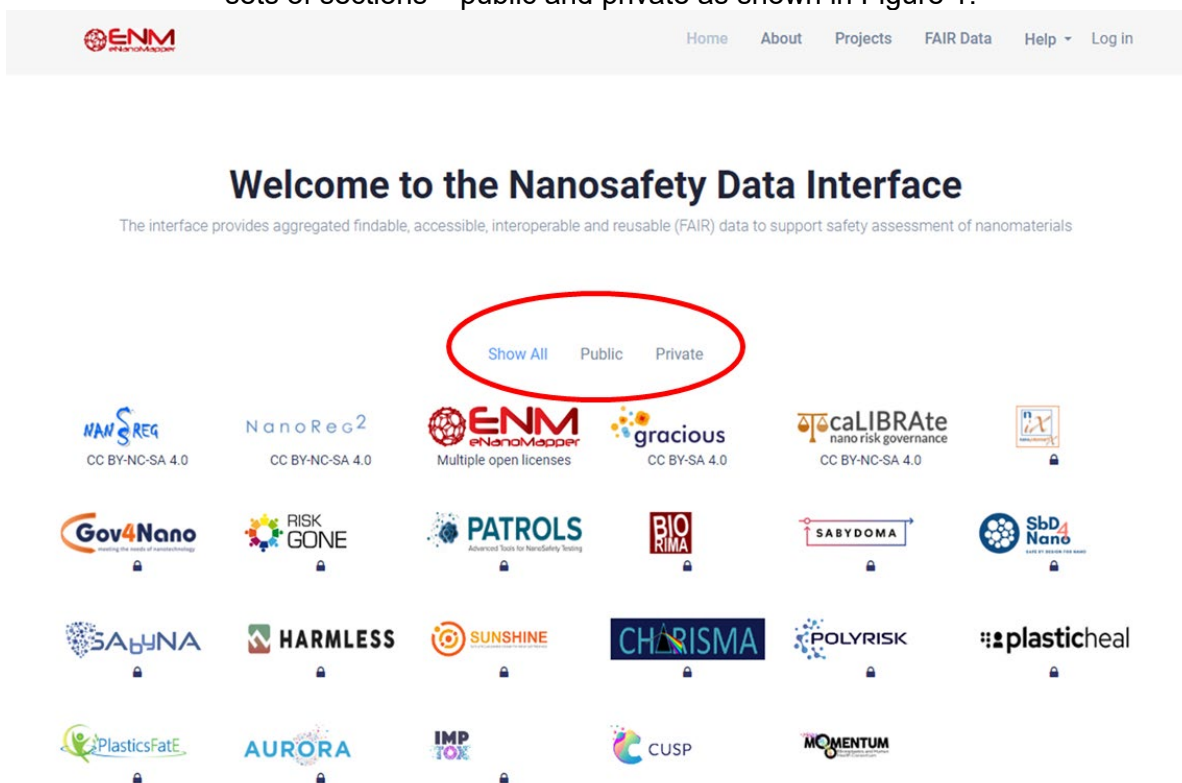 sets of sections – public and private as shown in Figure 1.
ENM
eNanoMapper
Home About Projects FAIR Data Help Log in
Welcome to the Nanosafety Data Interface
The interface provides aggregated findable, accessible, interoperable and reusable (FAIR) data to support safety assessment of nanomaterials
Show All Public Private
NANoREG NanoReg2 ENM eNanoMapper gracious caLIBRAte nano risk governance nix
CC BY-NC-SA 4.0 CC BY-NC-SA 4.0 Multiple open licenses CC BY-SA 4.0 CC BY-NC-SA 4.0
Gov4Nano meeting the needs of nanotechnology RISK GONE PATROLS Advanced Tools for NanoSafety Testing BIO RIMA SABYDOMA SbD4Nano SAFE BY DESIGN FOR NANO
SAbyNA HARMLESS SUNSHINE CHARISMA POLYRISK plasticheal
PlasticsFatE AURORA IMPTOX CUSP MOMENTUM